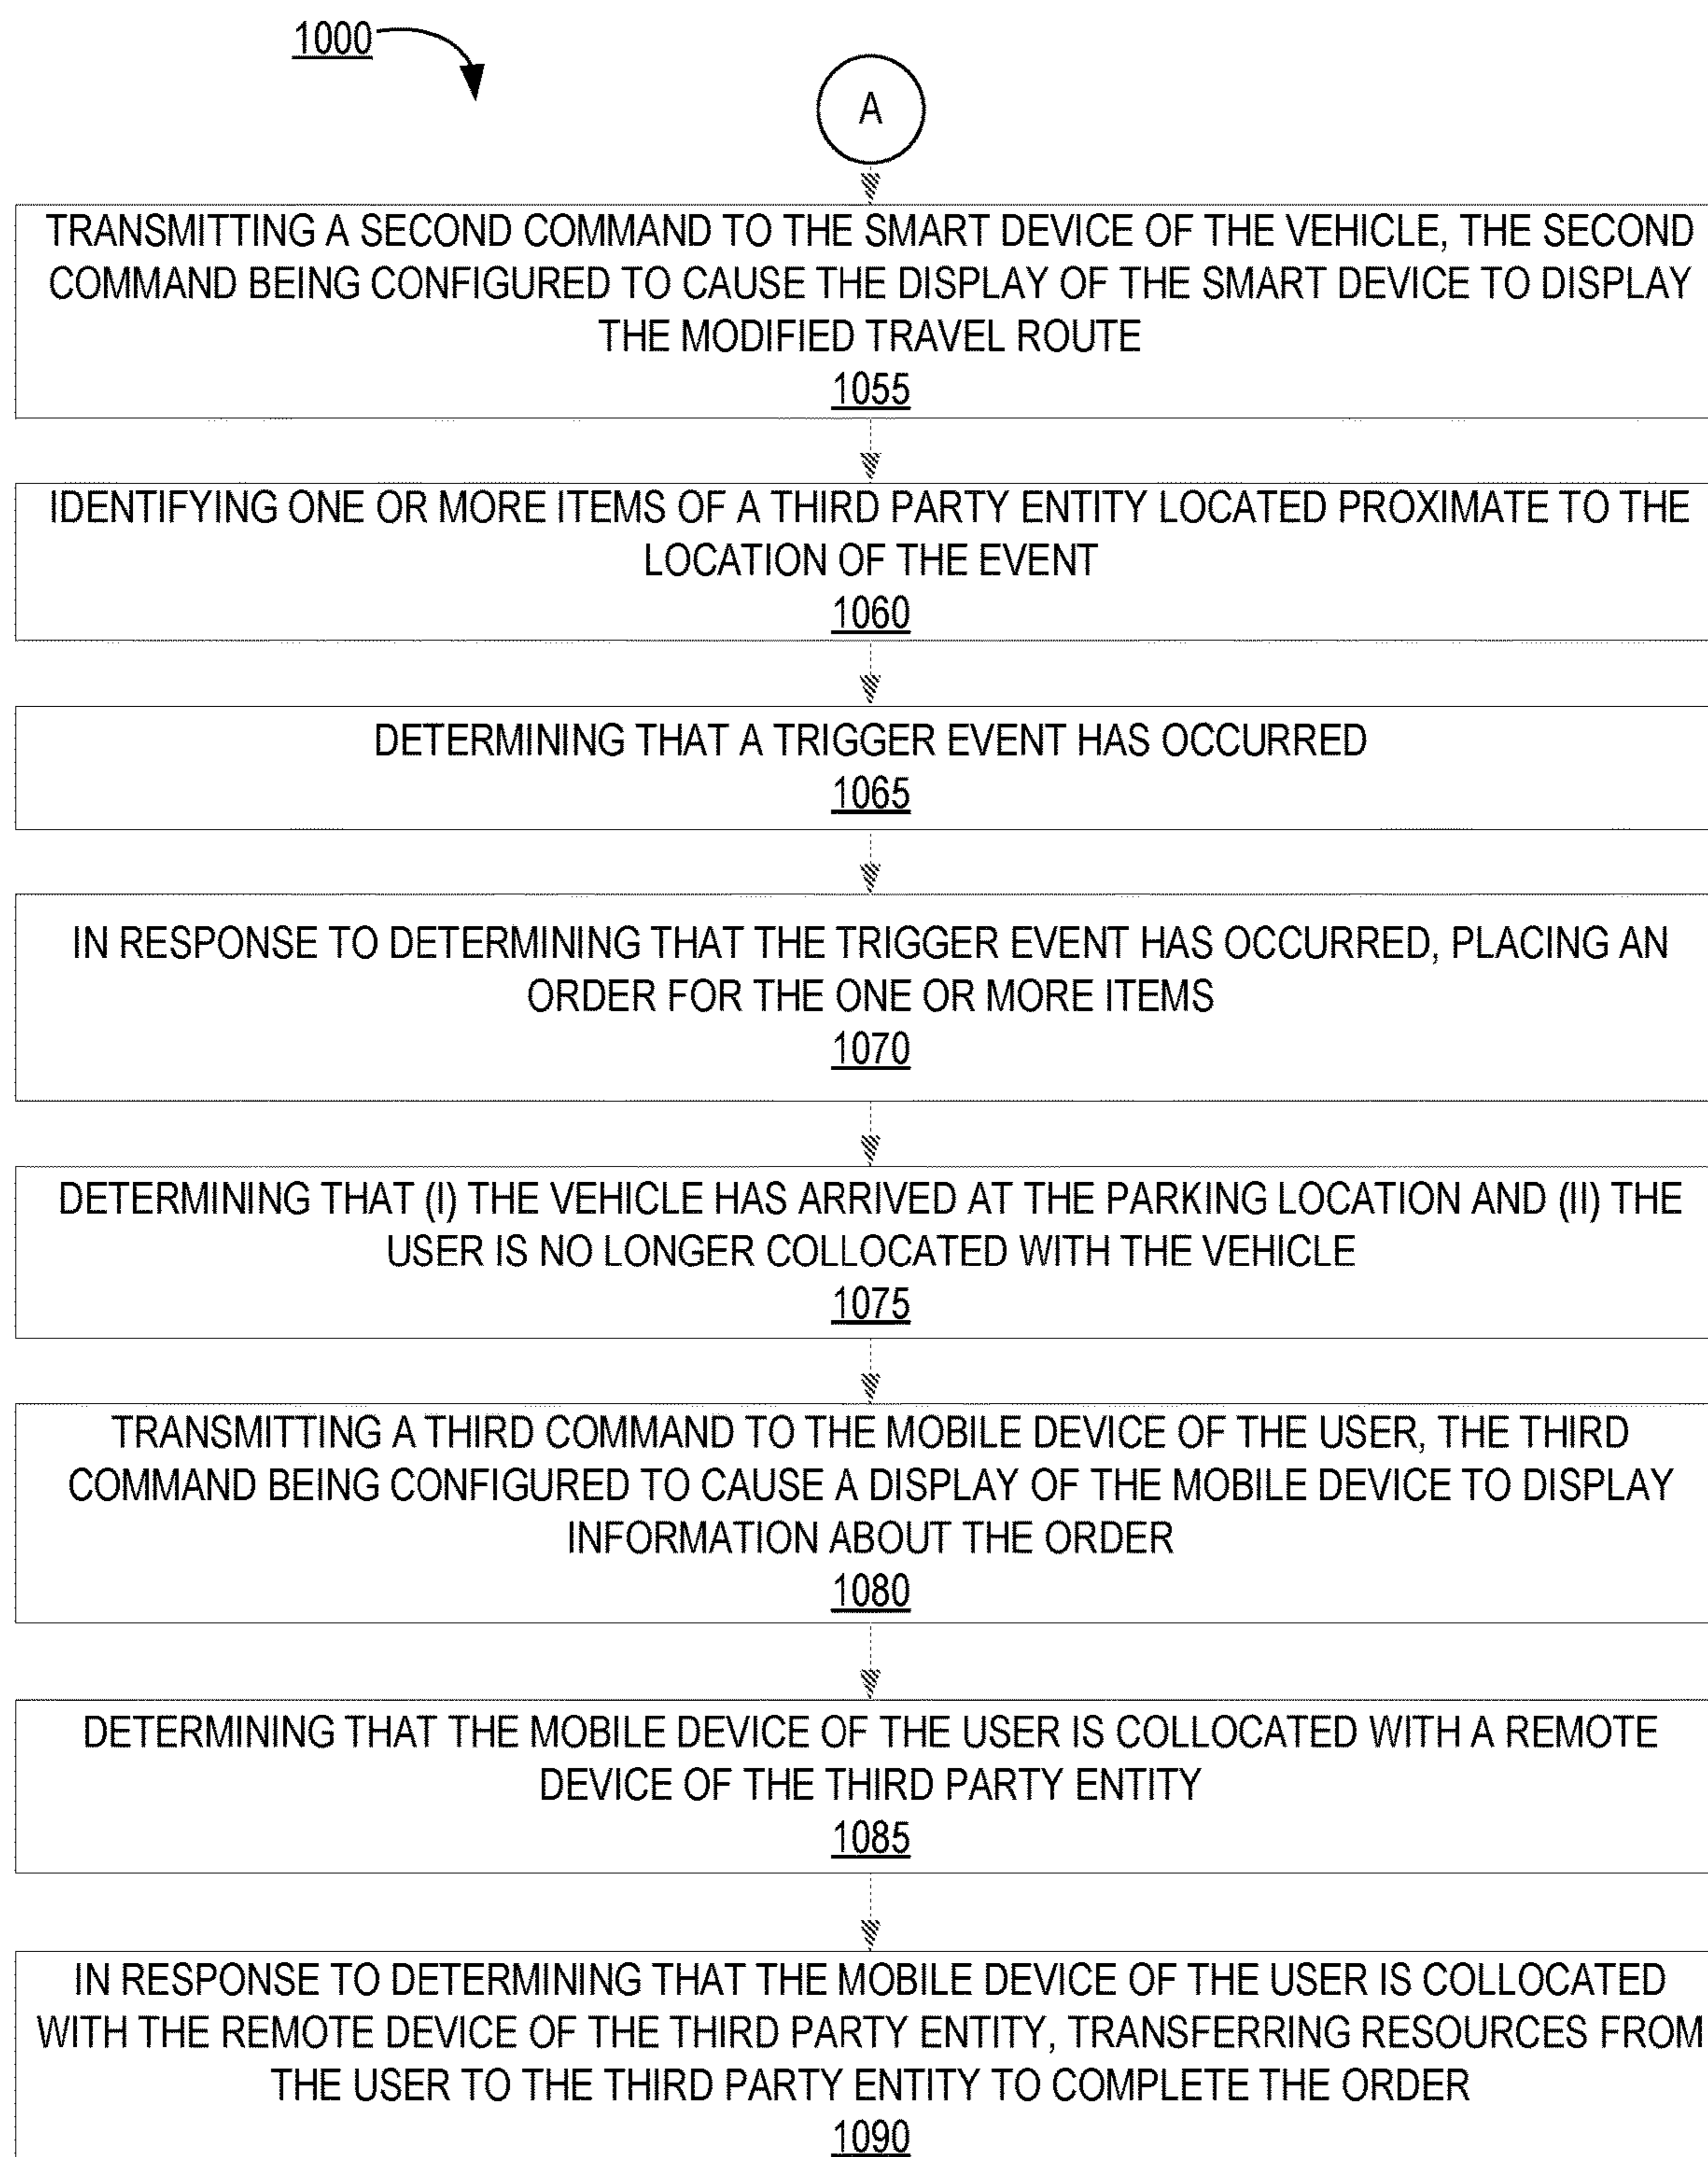 1000
A
TRANSMITTING A SECOND COMMAND TO THE SMART DEVICE OF THE VEHICLE, THE SECOND
COMMAND BEING CONFIGURED TO CAUSE THE DISPLAY OF THE SMART DEVICE TO DISPLAY
THE MODIFIED TRAVEL ROUTE
1055
IDENTIFYING ONE OR MORE ITEMS OF A THIRD PARTY ENTITY LOCATED PROXIMATE TO THE
LOCATION OF THE EVENT
1060
DETERMINING THAT A TRIGGER EVENT HAS OCCURRED
1065
IN RESPONSE TO DETERMINING THAT THE TRIGGER EVENT HAS OCCURRED, PLACING AN
ORDER FOR THE ONE OR MORE ITEMS
1070
DETERMINING THAT (I) THE VEHICLE HAS ARRIVED AT THE PARKING LOCATION AND (II) THE
USER IS NO LONGER COLLOCATED WITH THE VEHICLE
1075
TRANSMITTING A THIRD COMMAND TO THE MOBILE DEVICE OF THE USER, THE THIRD
COMMAND BEING CONFIGURED TO CAUSE A DISPLAY OF THE MOBILE DEVICE TO DISPLAY
INFORMATION ABOUT THE ORDER
1080
DETERMINING THAT THE MOBILE DEVICE OF THE USER IS COLLOCATED WITH A REMOTE
DEVICE OF THE THIRD PARTY ENTITY
1085
IN RESPONSE TO DETERMINING THAT THE MOBILE DEVICE OF THE USER IS COLLOCATED
WITH THE REMOTE DEVICE OF THE THIRD PARTY ENTITY, TRANSFERRING RESOURCES FROM
THE USER TO THE THIRD PARTY ENTITY TO COMPLETE THE ORDER
1090